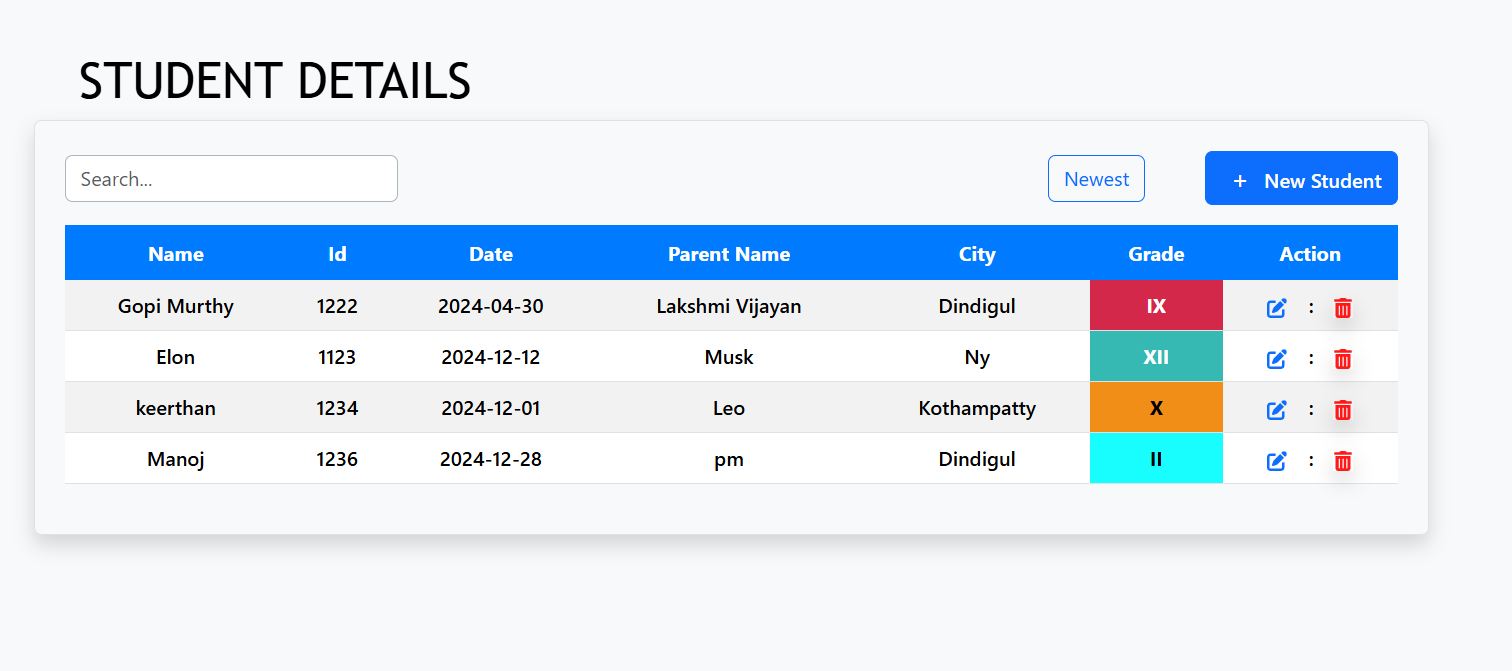 STUDENT DETAILS
Search...
Newest
+ New Student
Name Id Date Parent Name City Grade Action
Gopi Murthy 1222 2024-04-30 Lakshmi Vijayan Dindigul IX :
Elon 1123 2024-12-12 Musk Ny XII :
keerthan 1234 2024-12-01 Leo Kothampatty X :
Manoj 1236 2024-12-28 pm Dindigul II :